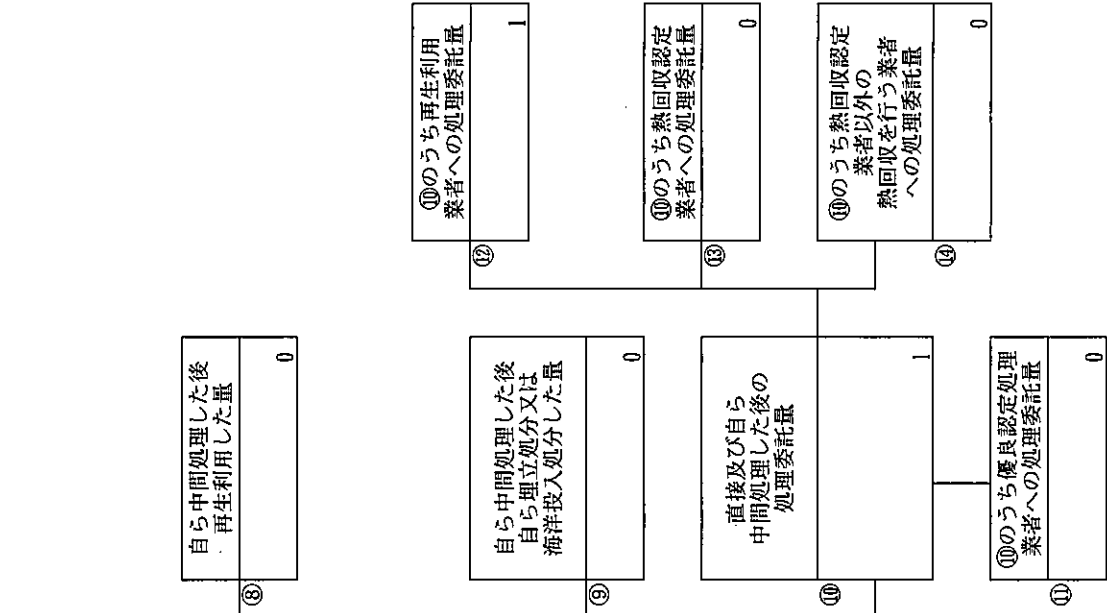 自ら中間処理した後
再生利用した量
⑧
0
自ら中間処理した後
自ら埋立処分又は
海洋投入処分した量
⑨
0
直接及び自ら
中間処理した後の
処理委託量
⑩
1
⑩のうち優良認定処理
業者への処理委託量
⑪
0
⑩のうち再生利用
業者への処理委託量
⑫
1
⑩のうち熱回収認定
業者への処理委託量
⑬
0
⑩のうち熱回収認定
業者以外の
熱回収を行う業者
への処理委託量
⑭
0